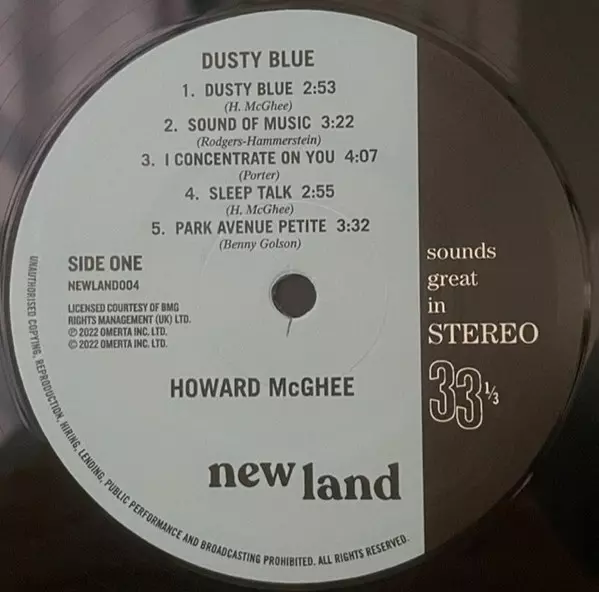 DUSTY BLUE
1. DUSTY BLUE 2:53
(H. McGhee)
2. SOUND OF MUSIC 3:22
(Rodgers-Hammerstein)
3. I CONCENTRATE ON YOU 4:07
(Porter)
4. SLEEP TALK 2:55
(H. McGhee)
5. PARK AVENUE PETITE 3:32
(Benny Golson)
SIDE ONE
NEWLAND004
LICENSED COURTESY OF BMG
RIGHTS MANAGEMENT (UK) LTD.
℗ 2022 OMERTA INC. LTD.
© 2022 OMERTA INC. LTD.
HOWARD McGHEE
new land
sounds
great
in
STEREO
33 1/3
UNAUTHORISED COPYING, REPRODUCTION, HIRING, LENDING, PUBLIC PERFORMANCE AND BROADCASTING PROHIBITED. ALL RIGHTS RESERVED.